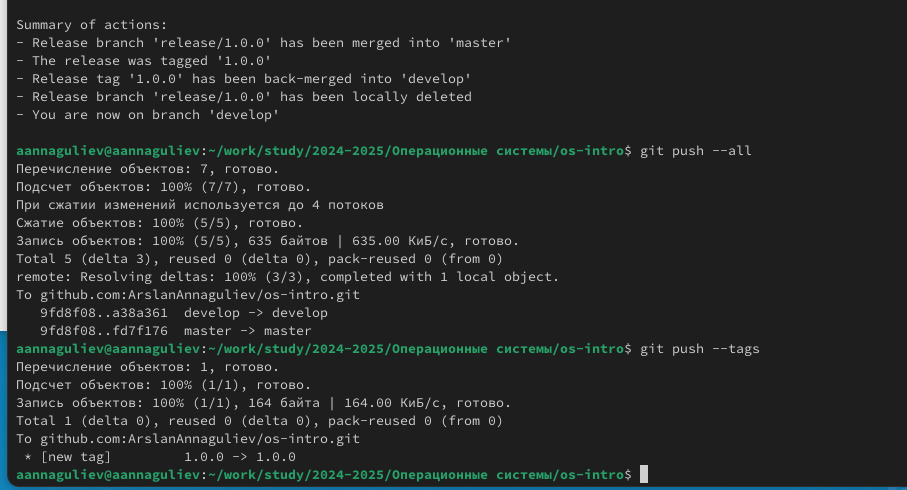 Summary of actions:
- Release branch 'release/1.0.0' has been merged into 'master'
- The release was tagged '1.0.0'
- Release tag '1.0.0' has been back-merged into 'develop'
- Release branch 'release/1.0.0' has been locally deleted
- You are now on branch 'develop'
aannaguliev@aannaguliev:~/work/study/2024-2025/Операционные системы/os-intro$ git push --all
Перечисление объектов: 7, готово.
Подсчет объектов: 100% (7/7), готово.
При сжатии изменений используется до 4 потоков
Сжатие объектов: 100% (5/5), готово.
Запись объектов: 100% (5/5), 635 байтов | 635.00 КиБ/с, готово.
Total 5 (delta 3), reused 0 (delta 0), pack-reused 0 (from 0)
remote: Resolving deltas: 100% (3/3), completed with 1 local object.
To github.com:ArslanAnnaguliev/os-intro.git
   9fd8f08..a38a361  develop -> develop
   9fd8f08..fd7f176  master -> master
aannaguliev@aannaguliev:~/work/study/2024-2025/Операционные системы/os-intro$ git push --tags
Перечисление объектов: 1, готово.
Подсчет объектов: 100% (1/1), готово.
Запись объектов: 100% (1/1), 164 байта | 164.00 КиБ/с, готово.
Total 1 (delta 0), reused 0 (delta 0), pack-reused 0 (from 0)
To github.com:ArslanAnnaguliev/os-intro.git
 * [new tag]         1.0.0 -> 1.0.0
aannaguliev@aannaguliev:~/work/study/2024-2025/Операционные системы/os-intro$